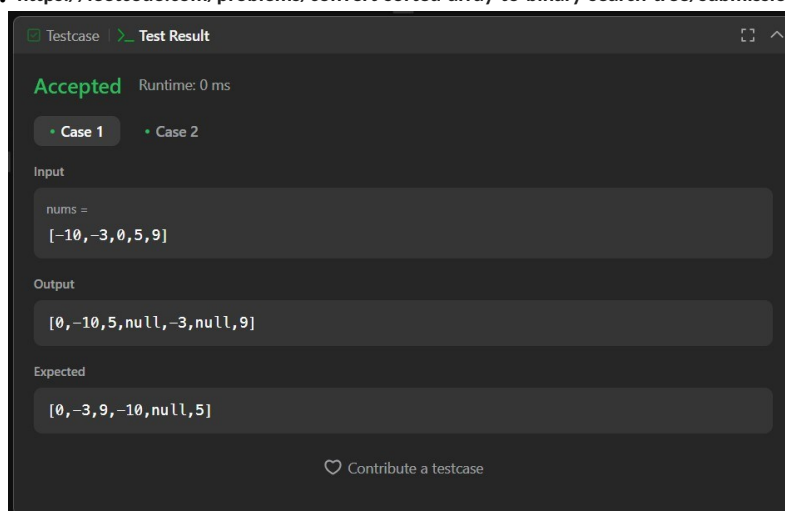 Testcase | >_ Test Result
Accepted Runtime: 0 ms
• Case 1 • Case 2
Input
nums =
[-10,-3,0,5,9]
Output
[0,-10,5,null,-3,null,9]
Expected
[0,-3,9,-10,null,5]
Contribute a testcase